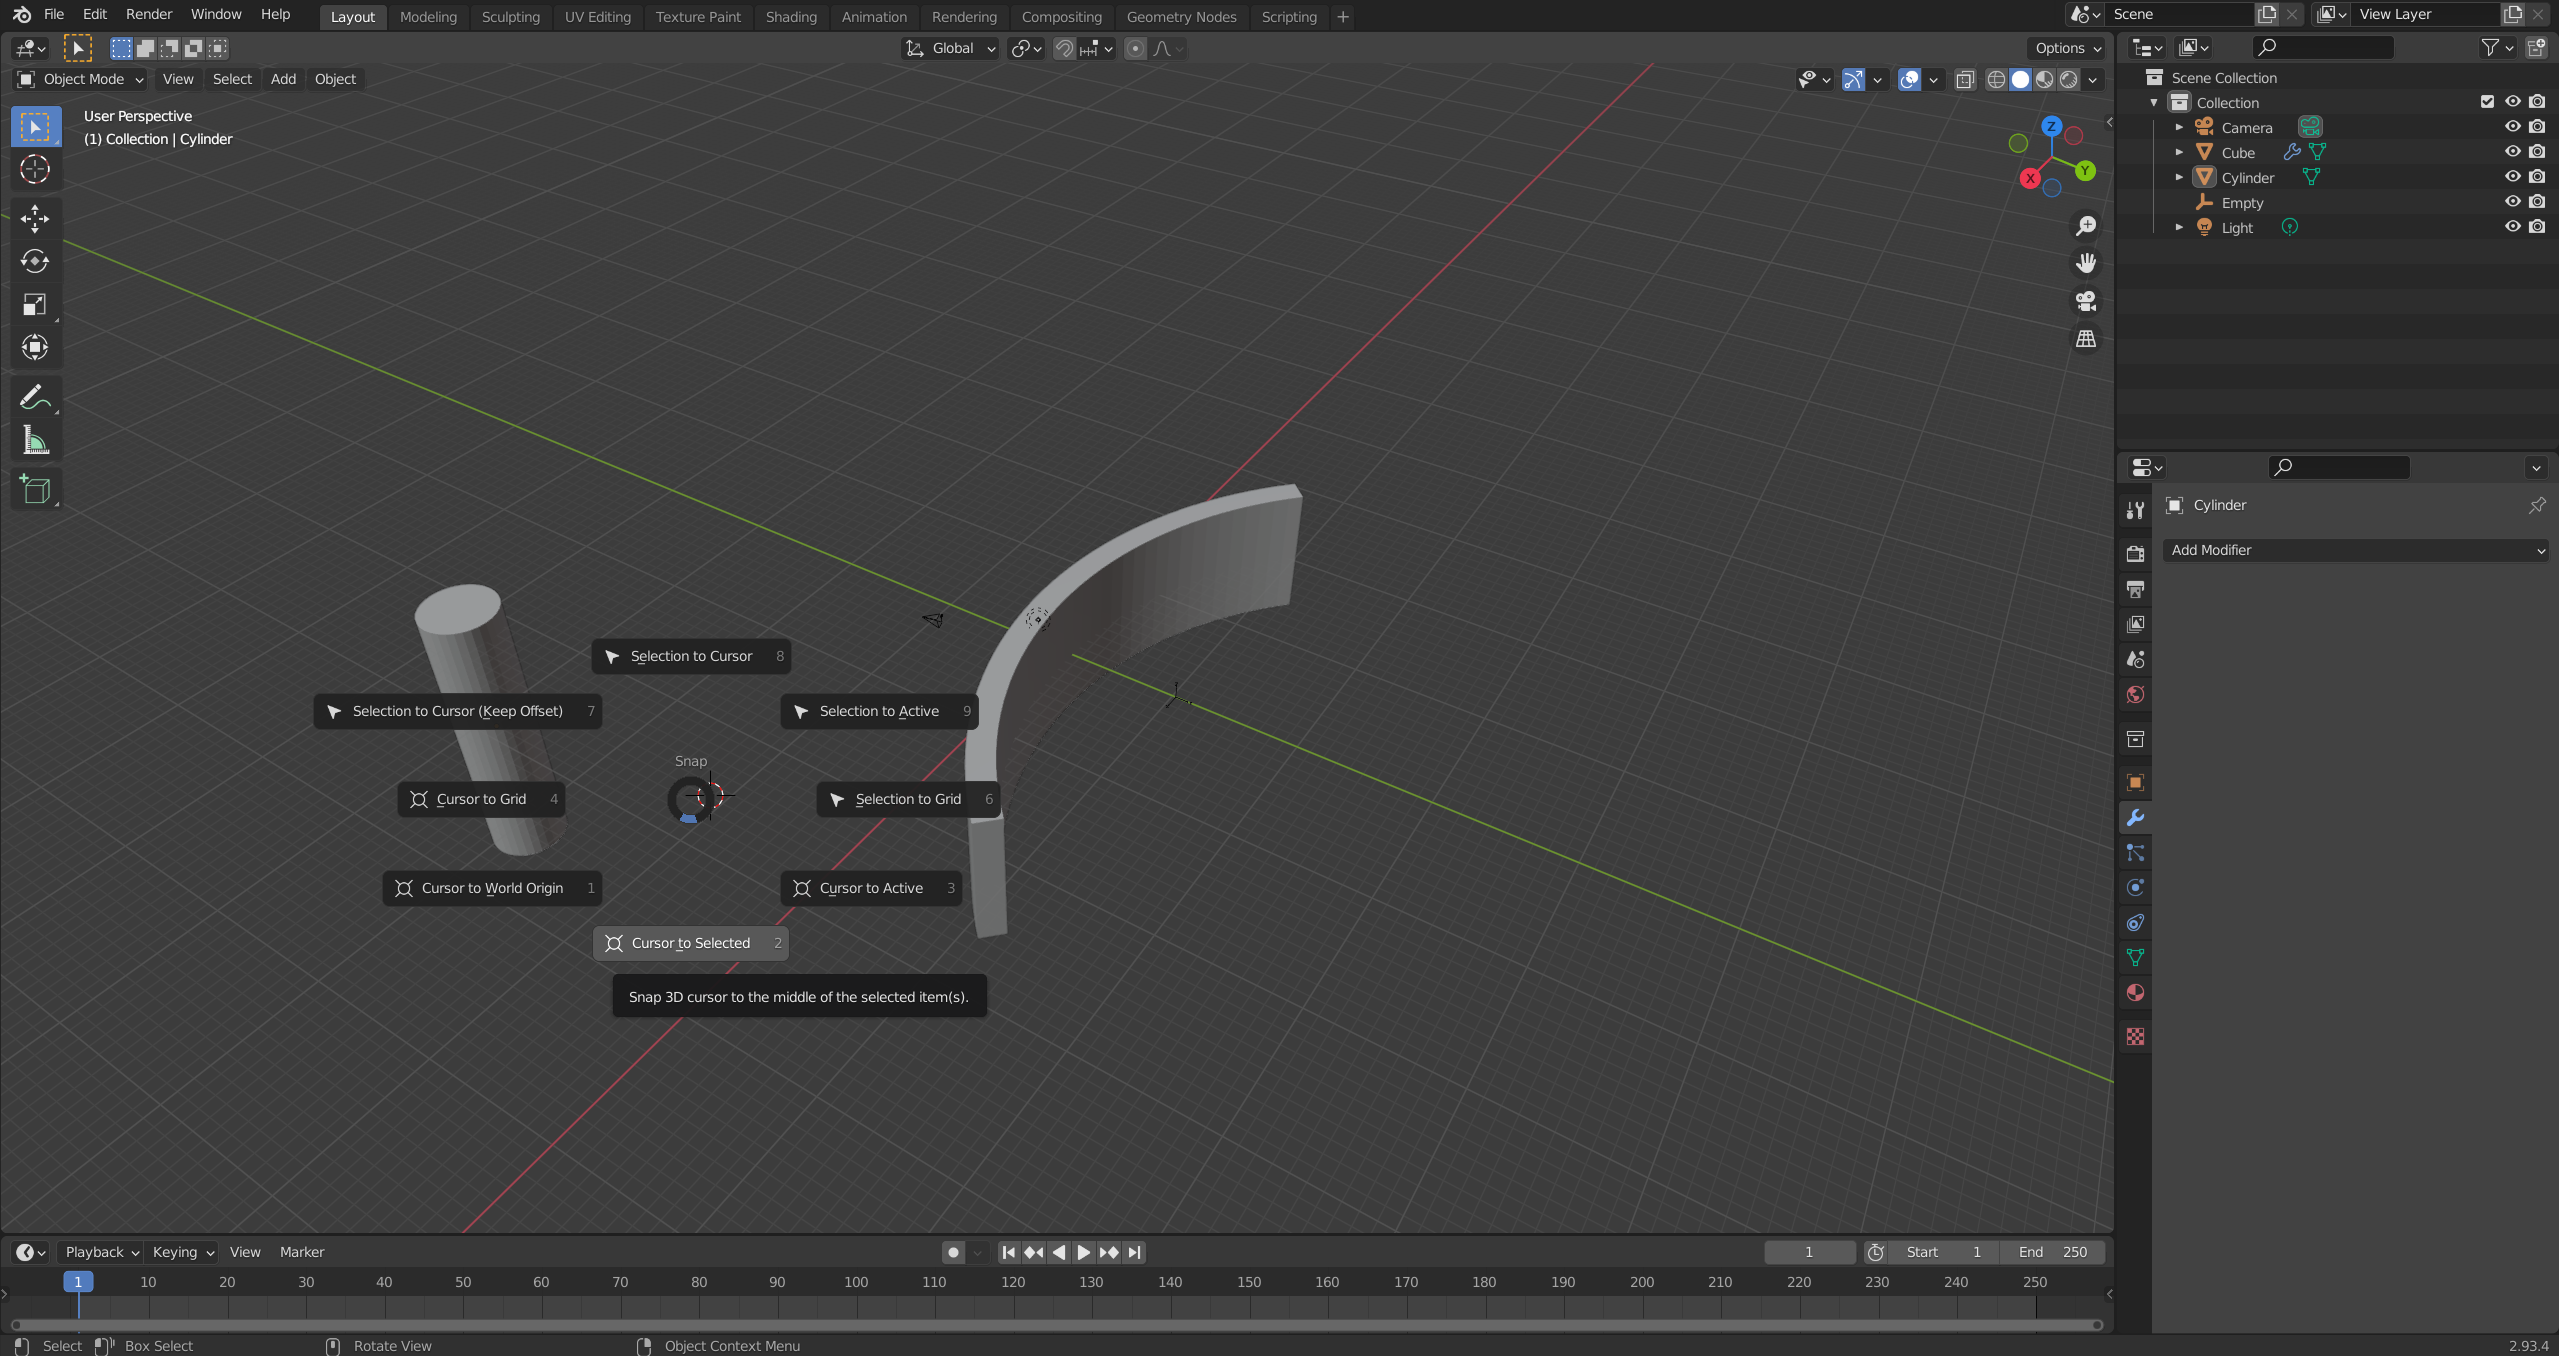 File Edit Render Window Help Layout Modeling Sculpting UV Editing Texture Paint Shading Animation Rendering Compositing Geometry Nodes Scripting + Scene View Layer
Global Options
Object Mode View Select Add Object
User Perspective
(1) Collection | Cylinder
Z
Y
X
Scene Collection
Collection
Camera
Cube
Cylinder
Empty
Light
Cylinder
Add Modifier
Selection to Cursor 8
Selection to Cursor (Keep Offset) 7
Selection to Active 9
Snap
Cursor to Grid 4
Selection to Grid 6
Cursor to World Origin 1
Cursor to Active 3
Cursor to Selected 2
Snap 3D cursor to the middle of the selected item(s).
Playback Keying View Marker 1 Start 1 End 250
1 10 20 30 40 50 60 70 80 90 100 110 120 130 140 150 160 170 180 190 200 210 220 230 240 250
Select Box Select Rotate View Object Context Menu 2.93.4